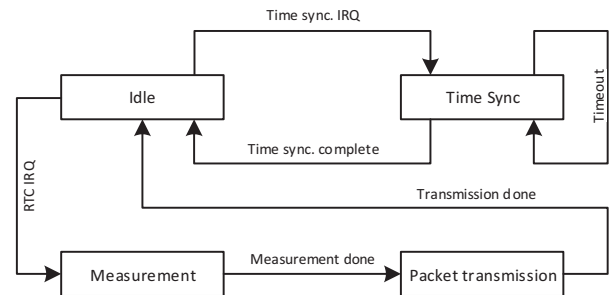 Time sync. IRQ
Idle
Time Sync
Timeout
Time sync. complete
RTC IRQ
Transmission done
Measurement done
Measurement
Packet transmission